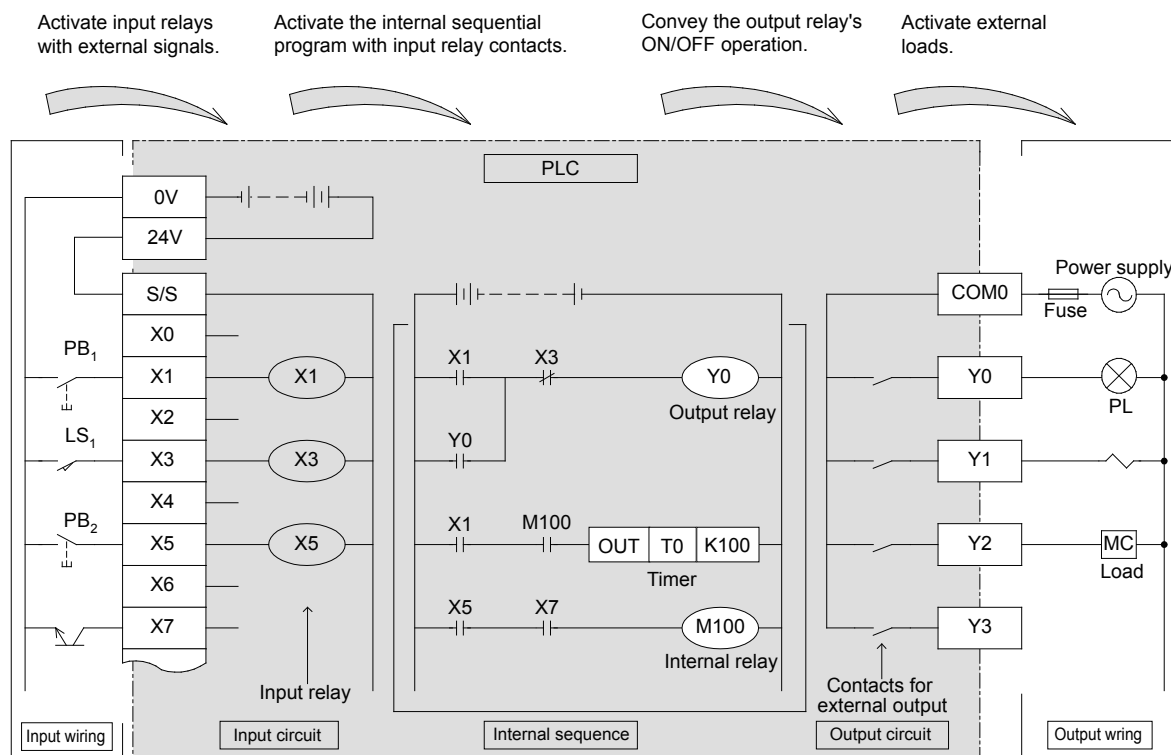 Activate input relays
with external signals.
Activate the internal sequential
program with input relay contacts.
Convey the output relay's
ON/OFF operation.
Activate external
loads.
PLC
0V
24V
S/S
X0
X1
X2
X3
X4
X5
X6
X7
PB1
LS1
PB2
X1
X3
X5
Input relay
X1 X3 Y0
Output relay
Y0
X1 M100 OUT T0 K100
Timer
X5 X7 M100
Internal relay
COM0
Y0
Y1
Y2
Y3
Contacts for
external output
Power supply
Fuse
PL
MC
Load
Input wiring
Input circuit
Internal sequence
Output circuit
Output wring